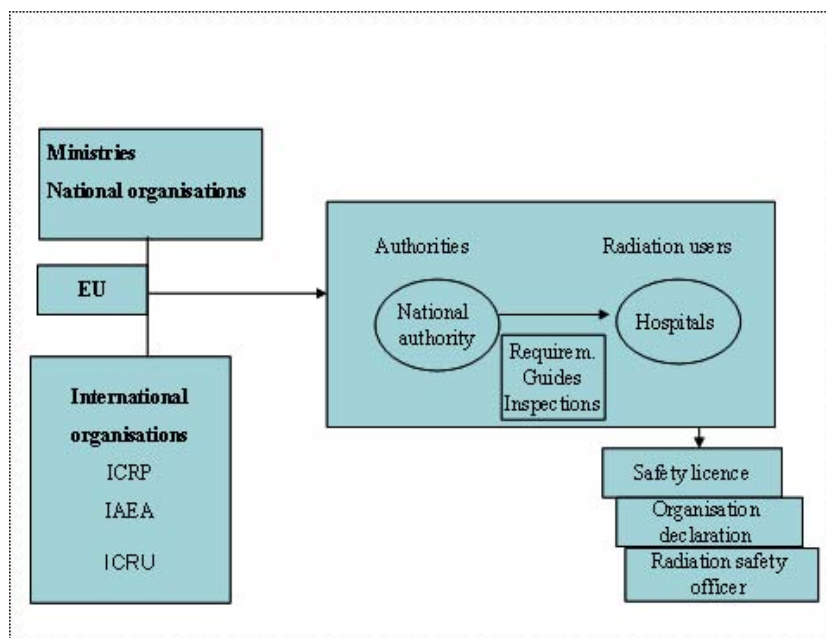 Ministries
National organisations
EU
International
organisations
ICRP
IAEA
ICRU
Authorities
Radiation users
National
authority
Hospitals
Requirem.
Guides
Inspections
Safety licence
Organisation
declaration
Radiation safety
officer